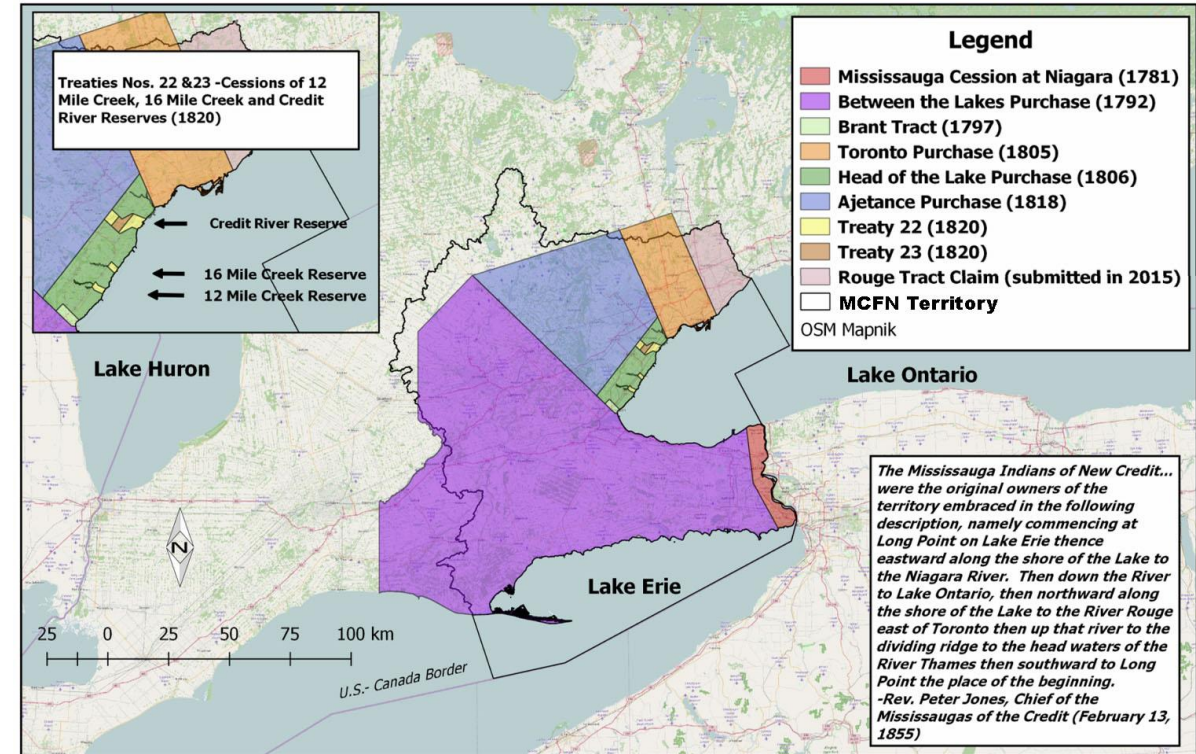 Treaties Nos. 22 &23 -Cessions of 12
Mile Creek, 16 Mile Creek and Credit
River Reserves (1820)
Credit River Reserve
16 Mile Creek Reserve
12 Mile Creek Reserve
Legend
Mississauga Cession at Niagara (1781)
Between the Lakes Purchase (1792)
Brant Tract (1797)
Toronto Purchase (1805)
Head of the Lake Purchase (1806)
Ajetance Purchase (1818)
Treaty 22 (1820)
Treaty 23 (1820)
Rouge Tract Claim (submitted in 2015)
MCFN Territory
OSM Mapnik
Lake Huron
Lake Ontario
Lake Erie
N
25 0 25 50 75 100 km
U.S.- Canada Border
The Mississauga Indians of New Credit...
were the original owners of the
territory embraced in the following
description, namely commencing at
Long Point on Lake Erie thence
eastward along the shore of the Lake to
the Niagara River. Then down the River
to Lake Ontario, then northward along
the shore of the Lake to the River Rouge
east of Toronto then up that river to the
dividing ridge to the head waters of the
River Thames then southward to Long
Point the place of the beginning.
-Rev. Peter Jones, Chief of the
Mississaugas of the Credit (February 13,
1855)